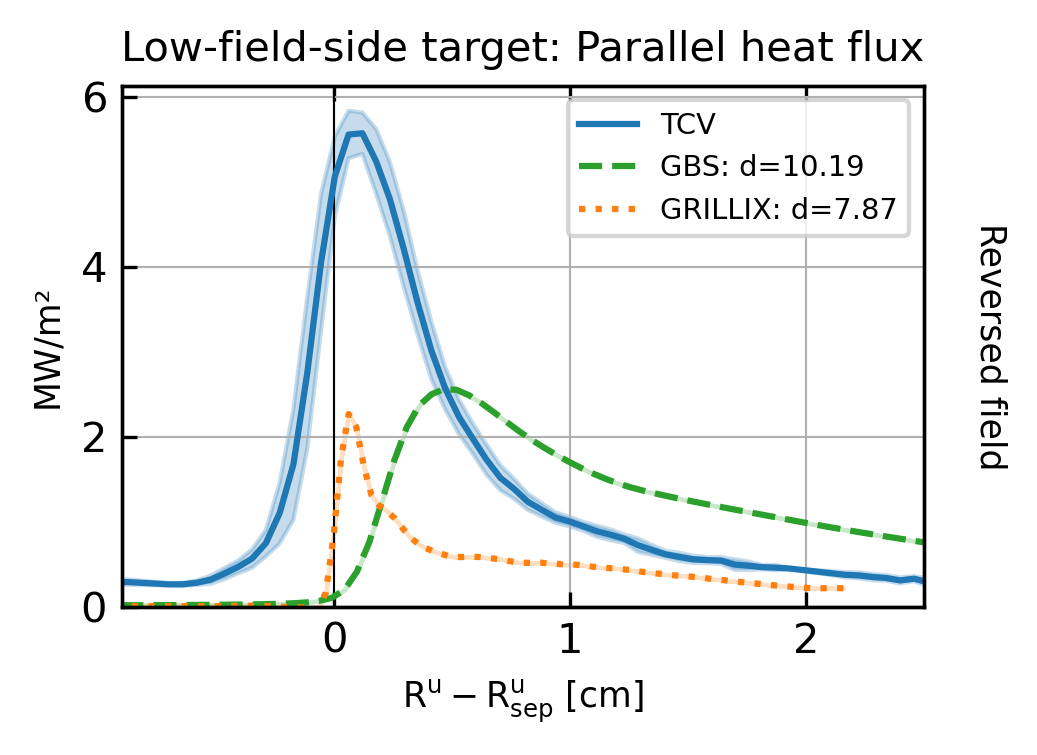 Low-field-side target: Parallel heat flux
MW/m²
6
4
2
0
TCV
GBS: d=10.19
GRILLIX: d=7.87
Reversed field
0 1 2
Rᵘ − Rᵘsep [cm]